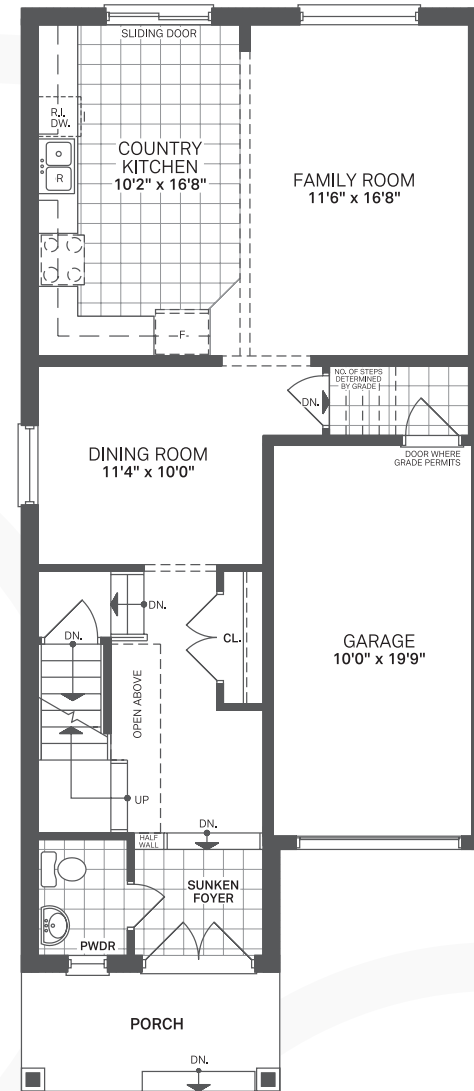 SLIDING DOOR
R.I.
DW.
COUNTRY
KITCHEN
10'2" x 16'8"
R
F
FAMILY ROOM
11'6" x 16'8"
NO. OF STEPS
DETERMINED
BY GRADE
DN.
DOOR WHERE
GRADE PERMITS
DINING ROOM
11'4" x 10'0"
DN.
CL.
DN.
OPEN ABOVE
UP
GARAGE
10'0" x 19'9"
DN.
HALF
WALL
SUNKEN
FOYER
PWDR
PORCH
DN.